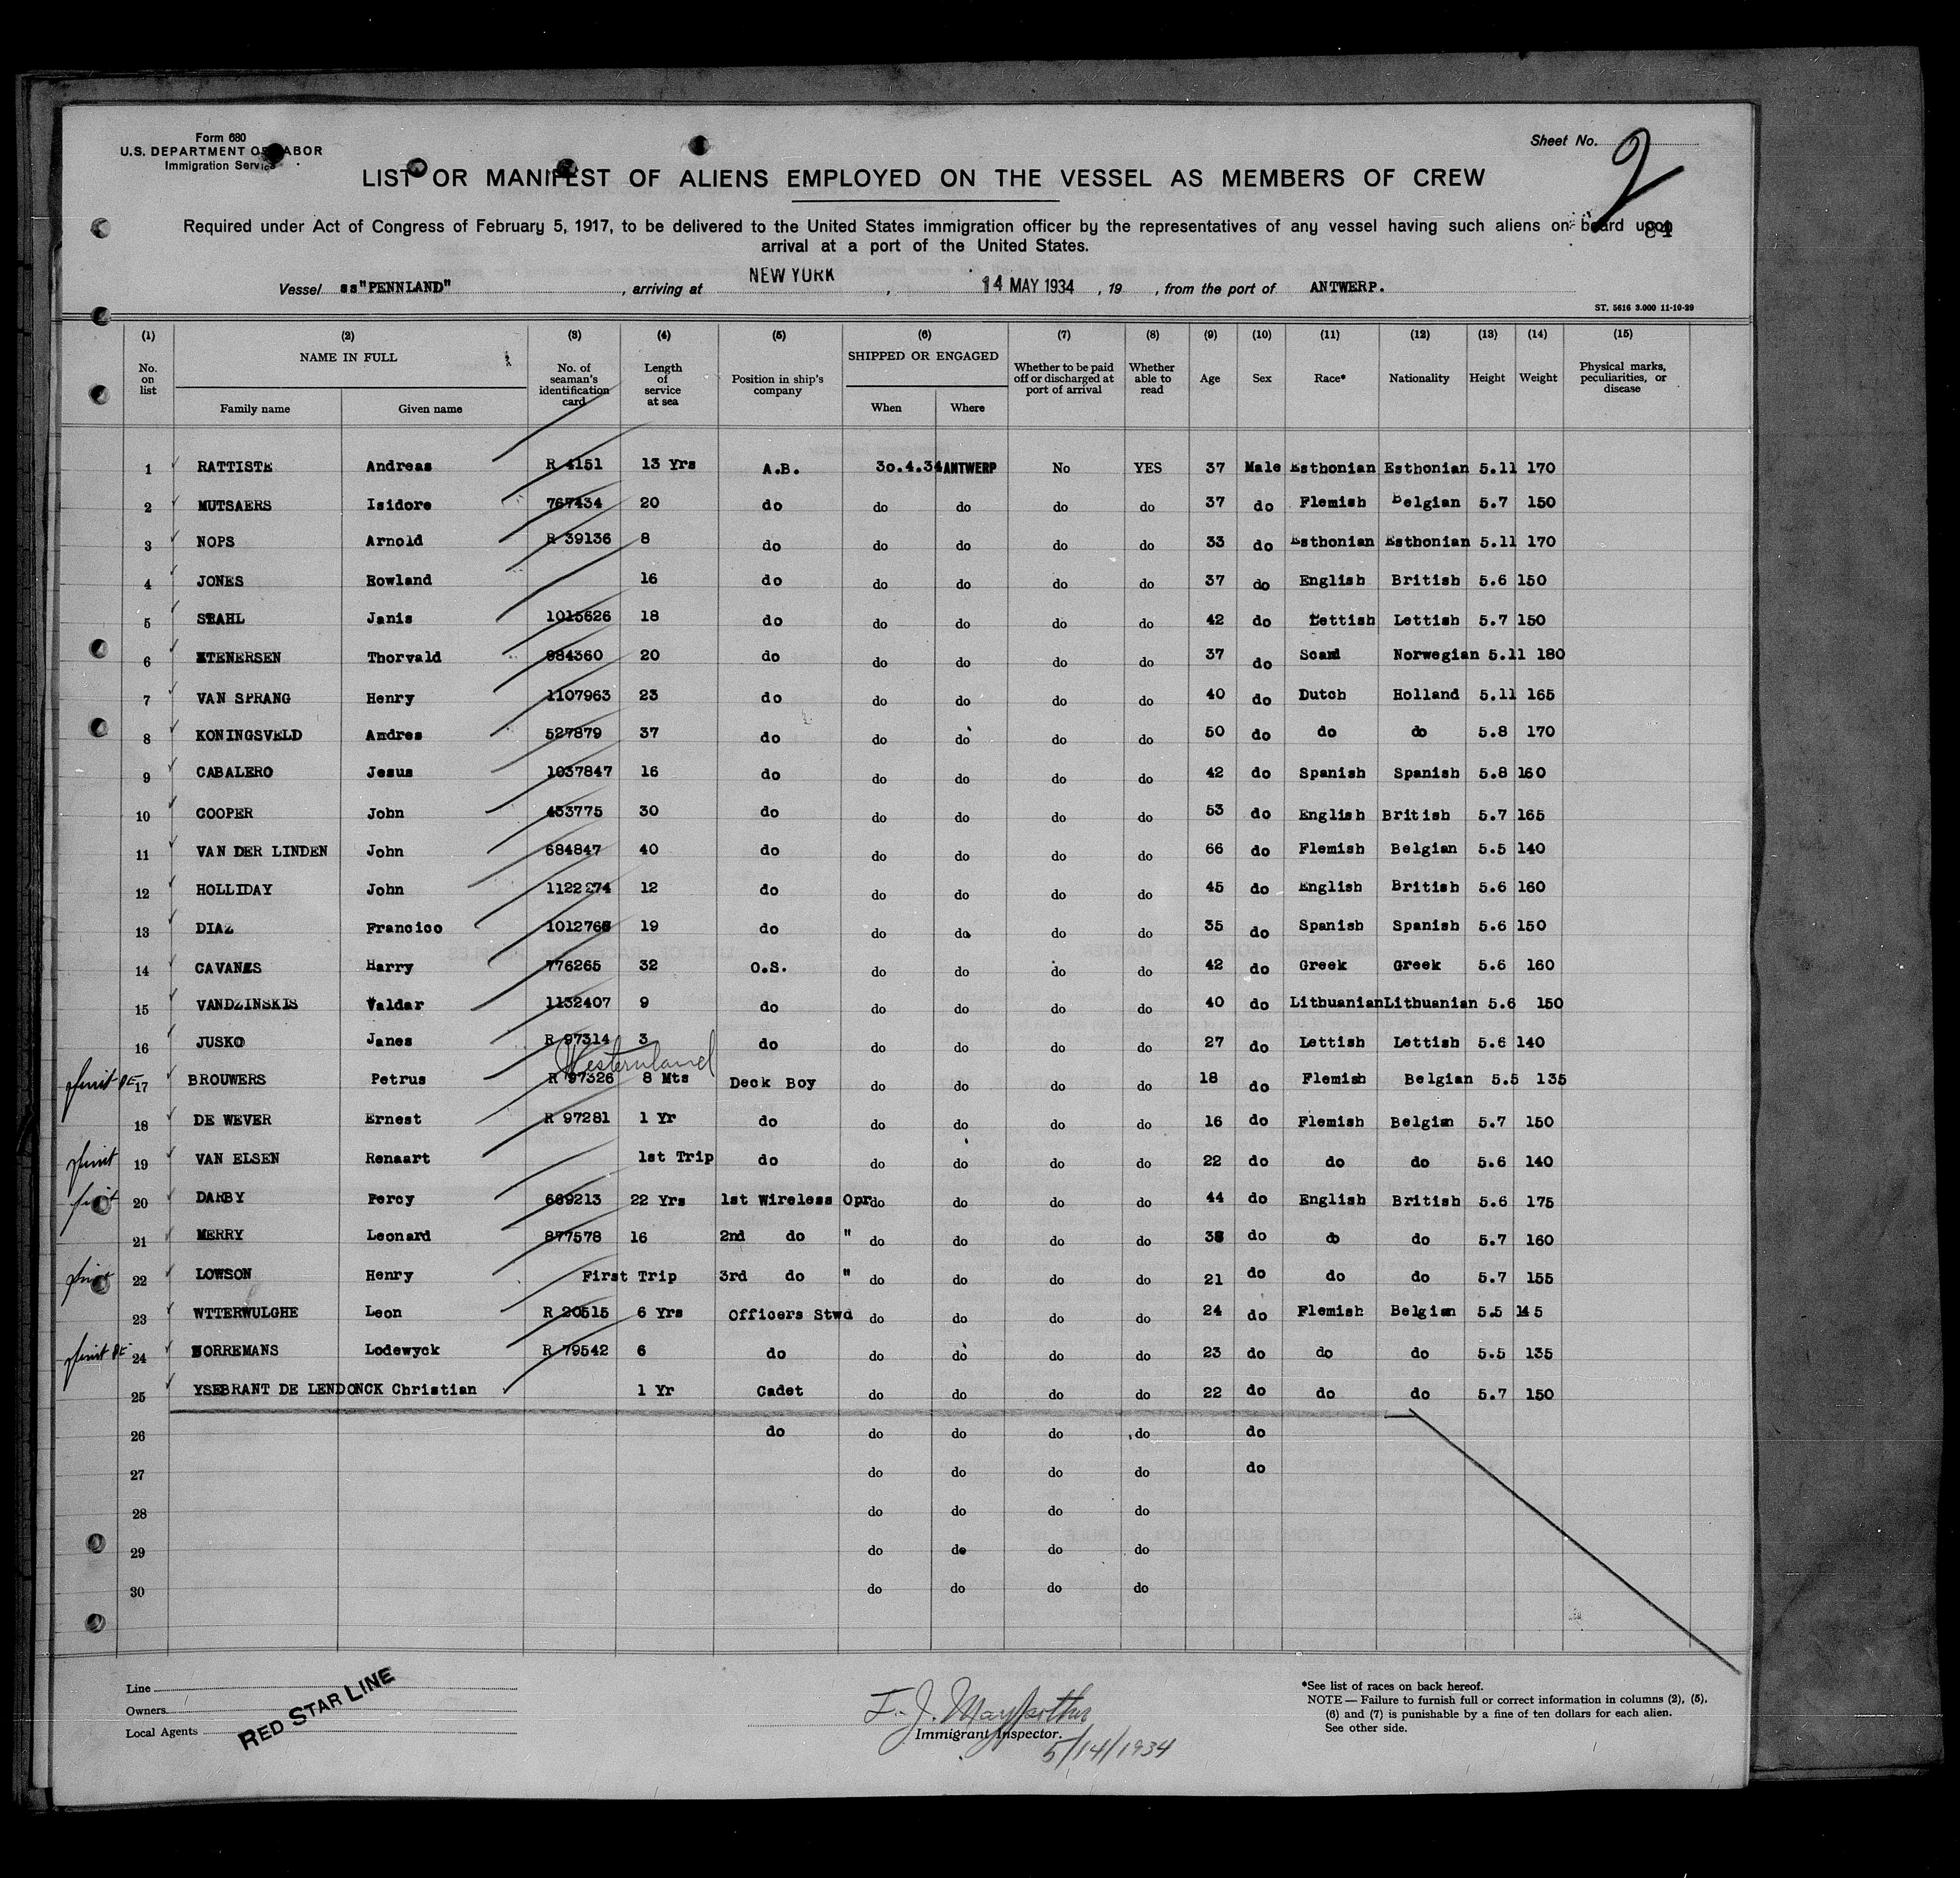 Form 680
U.S. DEPARTMENT OF LABOR
Immigration Service
Sheet No. 2
LIST OR MANIFEST OF ALIENS EMPLOYED ON THE VESSEL AS MEMBERS OF CREW
84
Required under Act of Congress of February 5, 1917, to be delivered to the United States immigration officer by the representatives of any vessel having such aliens on board upon
arrival at a port of the United States.
Vessel ss"PENNLAND" , arriving at NEW YORK , 14 MAY 1934 , 19 , from the port of ANTWERP.
ST. 5616 3.000 11-10-29
(1) (2) (3) (4) (5) (6) (7) (8) (9) (10) (11) (12) (13) (14) (15)
No. on list NAME IN FULL Family name Given name No. of seaman's identification card Length of service at sea Position in ship's company SHIPPED OR ENGAGED When Where Whether to be paid off or discharged at port of arrival Whether able to read Age Sex Race* Nationality Height Weight Physical marks, peculiarities, or disease
1 RATTISTE Andreas R 4151 13 Yrs A.B. 30.4.34 ANTWERP No YES 37 Male Esthonian Esthonian 5.11 170
2 MUTSAERS Isidore 767434 20 do do do do do 37 do Flemish Belgian 5.7 150
3 NOPS Arnold R 39136 8 do do do do do 33 do Esthonian Esthonian 5.11 170
4 JONES Rowland 16 do do do do do 37 do English British 5.6 150
5 STAHL Janis 1015626 18 do do do do do 42 do Lettish Lettish 5.7 150
6 STENERSEN Thorvald 984360 20 do do do do do 37 do Scand Norwegian 5.11 180
7 VAN SPRANG Henry 1107963 23 do do do do do 40 do Dutch Holland 5.11 165
8 KONINGSVELD Andres 527879 37 do do do do do 50 do do do 5.8 170
9 CABALERO Jesus 1037847 16 do do do do do 42 do Spanish Spanish 5.8 160
10 COOPER John 433775 30 do do do do do 53 do English British 5.7 165
11 VAN DER LINDEN John 684847 40 do do do do do 66 do Flemish Belgian 5.5 140
12 HOLLIDAY John 1122274 12 do do do do do 45 do English British 5.6 160
13 DIAZ Francico 1012766 19 do do do do do 35 do Spanish Spanish 5.6 150
14 CAVANES Harry 776265 32 O.S. do do do do 42 do Greek Greek 5.6 160
15 VANDZINSKIS Valdar 1132407 9 do do do do do 40 do Lithuanian Lithuanian 5.6 150
16 JUSKO Janes R 97314 3 do do do do do 27 do Lettish Lettish 5.6 140
Westernland
17 BROUWERS Petrus R 97326 8 Mts Deck Boy do do do do 18 do Flemish Belgian 5.5 135
18 DE WEVER Ernest R 97281 1 Yr do do do do do 16 do Flemish Belgian 5.7 150
19 VAN ELSEN Renaart 1st Trip do do do do do 22 do do do 5.6 140
20 DARBY Percy 669213 22 Yrs 1st Wireless Opr do do do do 44 do English British 5.6 175
21 MERRY Leonard 877578 16 2nd do " do do do do 38 do do do 5.7 160
22 LOWSON Henry First Trip 3rd do " do do do do 21 do do do 5.7 155
23 WTTERWULGHE Leon R 20515 6 Yrs Officers Stwd do do do do 24 do Flemish Belgian 5.5 145
24 BORREMANS Lodewyck R 79542 6 do do do do do 23 do do do 5.5 135
25 YSEBRANT DE LENDONCK Christian 1 Yr Cadet do do do do 22 do do do 5.7 150
26 do do do do do do
27 do do do do do
28 do do do do
29 do do do do
30 do do do do
Line
Owners
Local Agents
RED STAR LINE
Immigrant Inspector.
5/14/1934
*See list of races on back hereof.
NOTE — Failure to furnish full or correct information in columns (2), (5),
(6) and (7) is punishable by a fine of ten dollars for each alien.
See other side.